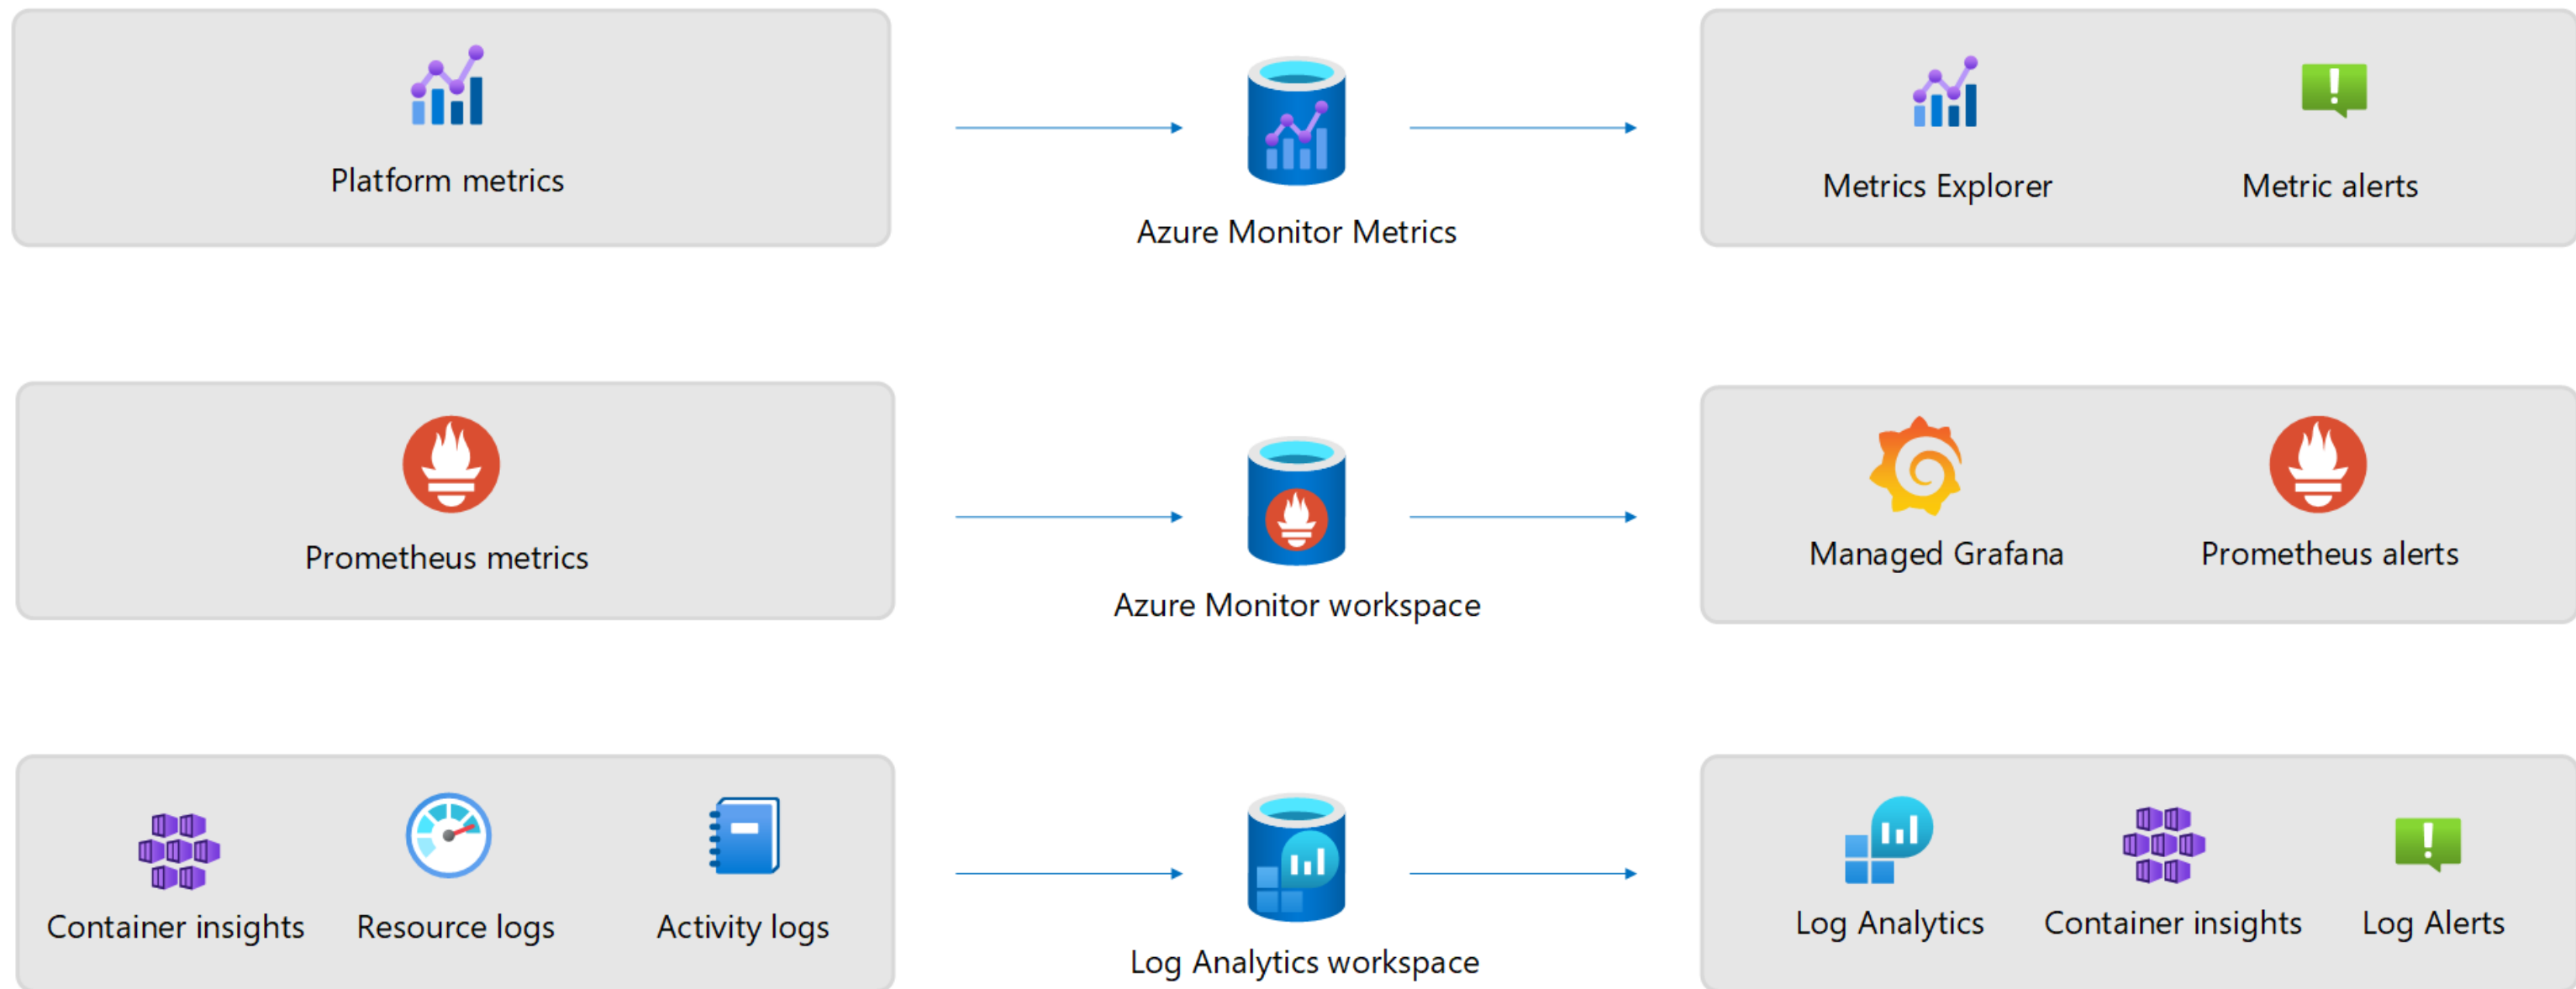 Platform metrics
Azure Monitor Metrics
Metrics Explorer
Metric alerts
Prometheus metrics
Azure Monitor workspace
Managed Grafana
Prometheus alerts
Container insights
Resource logs
Activity logs
Log Analytics workspace
Log Analytics
Container insights
Log Alerts